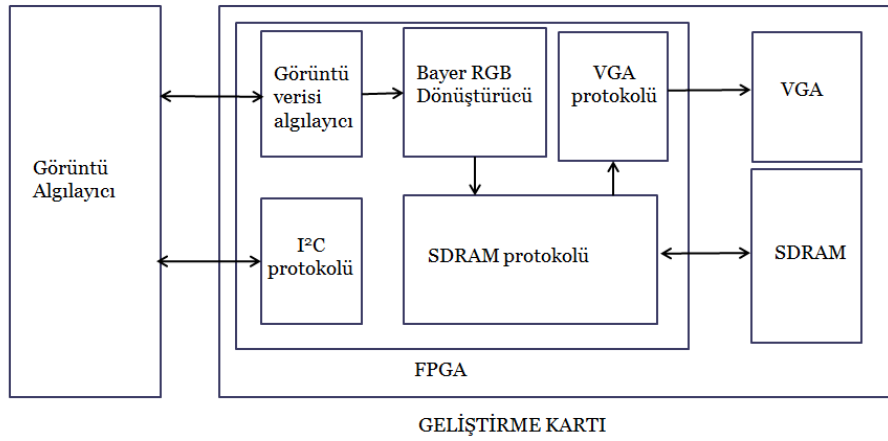 Görüntü
Algılayıcı
Görüntü
verisi
algılayıcı
Bayer RGB
Dönüştürücü
VGA
protokolü
VGA
I²C
protokolü
SDRAM protokolü
SDRAM
FPGA
GELİŞTİRME KARTI